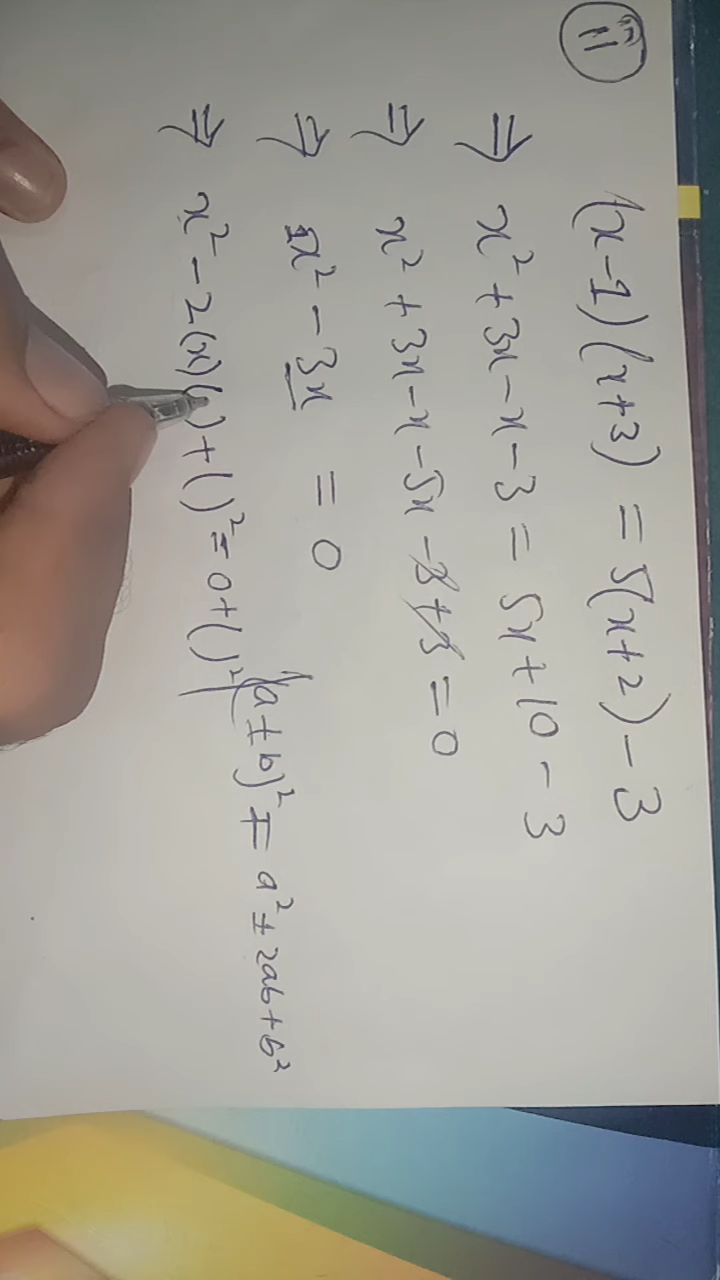 11
(x-1)(x+3) = 5(x+2) - 3
⇒ x² + 3x - x - 3 = 5x + 10 - 3
⇒ x² + 3x - x - 5x - 3 + 3 = 0
⇒ x² - 3x = 0
⇒ x² - 2(x)( ) + ( )² = 0 + ( )²
(a ± b)² = a² ± 2ab + b²